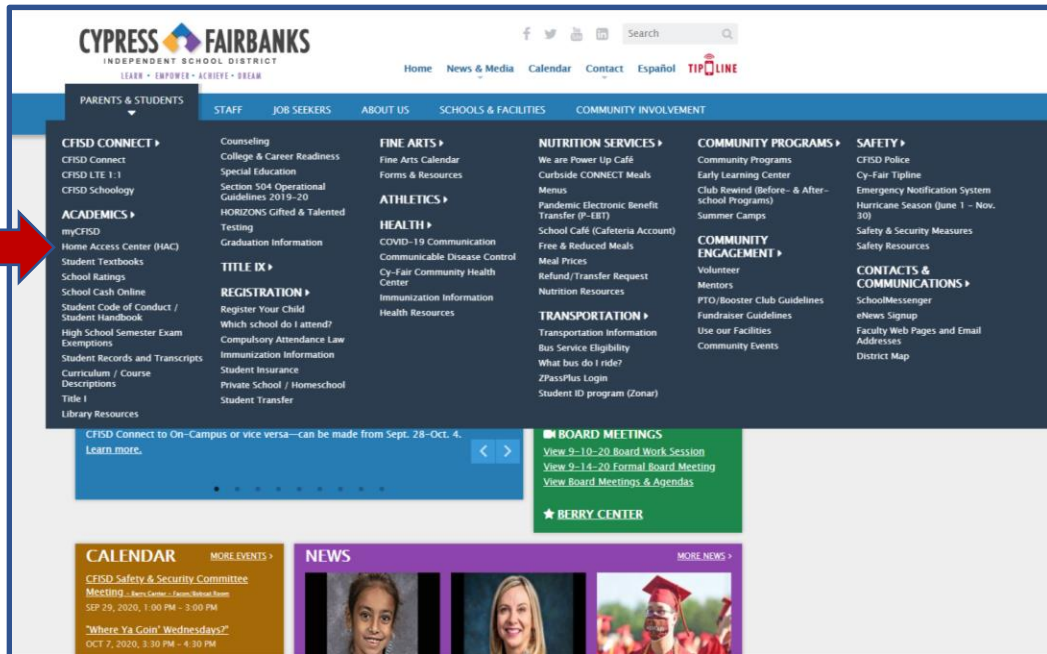 CYPRESS FAIRBANKS
INDEPENDENT SCHOOL DISTRICT
LEARN • EMPOWER • ACHIEVE • DREAM
Search
Home News & Media Calendar Contact Español TIPLINE
PARENTS & STUDENTS STAFF JOB SEEKERS ABOUT US SCHOOLS & FACILITIES COMMUNITY INVOLVEMENT
CFISD CONNECT
CFISD Connect
CFISD LTE 1:1
CFISD Schoology
ACADEMICS
myCFISD
Home Access Center (HAC)
Student Textbooks
School Ratings
School Cash Online
Student Code of Conduct /
Student Handbook
High School Semester Exam
Exemptions
Student Records and Transcripts
Curriculum / Course
Descriptions
Title I
Library Resources
Counseling
College & Career Readiness
Special Education
Section 504 Operational
Guidelines 2019-20
HORIZONS Gifted & Talented
Testing
Graduation Information
TITLE IX
REGISTRATION
Register Your Child
Which school do I attend?
Compulsory Attendance Law
Immunization Information
Student Insurance
Private School / Homeschool
Student Transfer
FINE ARTS
Fine Arts Calendar
Forms & Resources
ATHLETICS
HEALTH
COVID-19 Communication
Communicable Disease Control
Cy-Fair Community Health
Center
Immunization Information
Health Resources
NUTRITION SERVICES
We are Power Up Café
Curbside CONNECT Meals
Menus
Pandemic Electronic Benefit
Transfer (P-EBT)
School Café (Cafeteria Account)
Free & Reduced Meals
Meal Prices
Refund/Transfer Request
Nutrition Resources
TRANSPORTATION
Transportation Information
Bus Service Eligibility
What bus do I ride?
ZPassPlus Login
Student ID program (Zonar)
COMMUNITY PROGRAMS
Community Programs
Early Learning Center
Club Rewind (Before- & After-
school Programs)
Summer Camps
COMMUNITY
ENGAGEMENT
Volunteer
Mentors
PTO/Booster Club Guidelines
Fundraiser Guidelines
Use our Facilities
Community Events
SAFETY
CFISD Police
Cy-Fair Tipline
Emergency Notification System
Hurricane Season (June 1 - Nov.
30)
Safety & Security Measures
Safety Resources
CONTACTS &
COMMUNICATIONS
SchoolMessenger
eNews Signup
Faculty Web Pages and Email
Addresses
District Map
CFISD Connect to On-Campus or vice versa—can be made from Sept. 28-Oct. 4.
Learn more.
BOARD MEETINGS
View 9-10-20 Board Work Session
View 9-14-20 Formal Board Meeting
View Board Meetings & Agendas
BERRY CENTER
CALENDAR MORE EVENTS >
CFISD Safety & Security Committee
Meeting - Berry Center - Facem/Bobcat Room
SEP 29, 2020, 1:00 PM - 3:00 PM
"Where Ya Goin' Wednesdays?"
OCT 7, 2020, 3:30 PM - 4:30 PM
NEWS MORE NEWS >